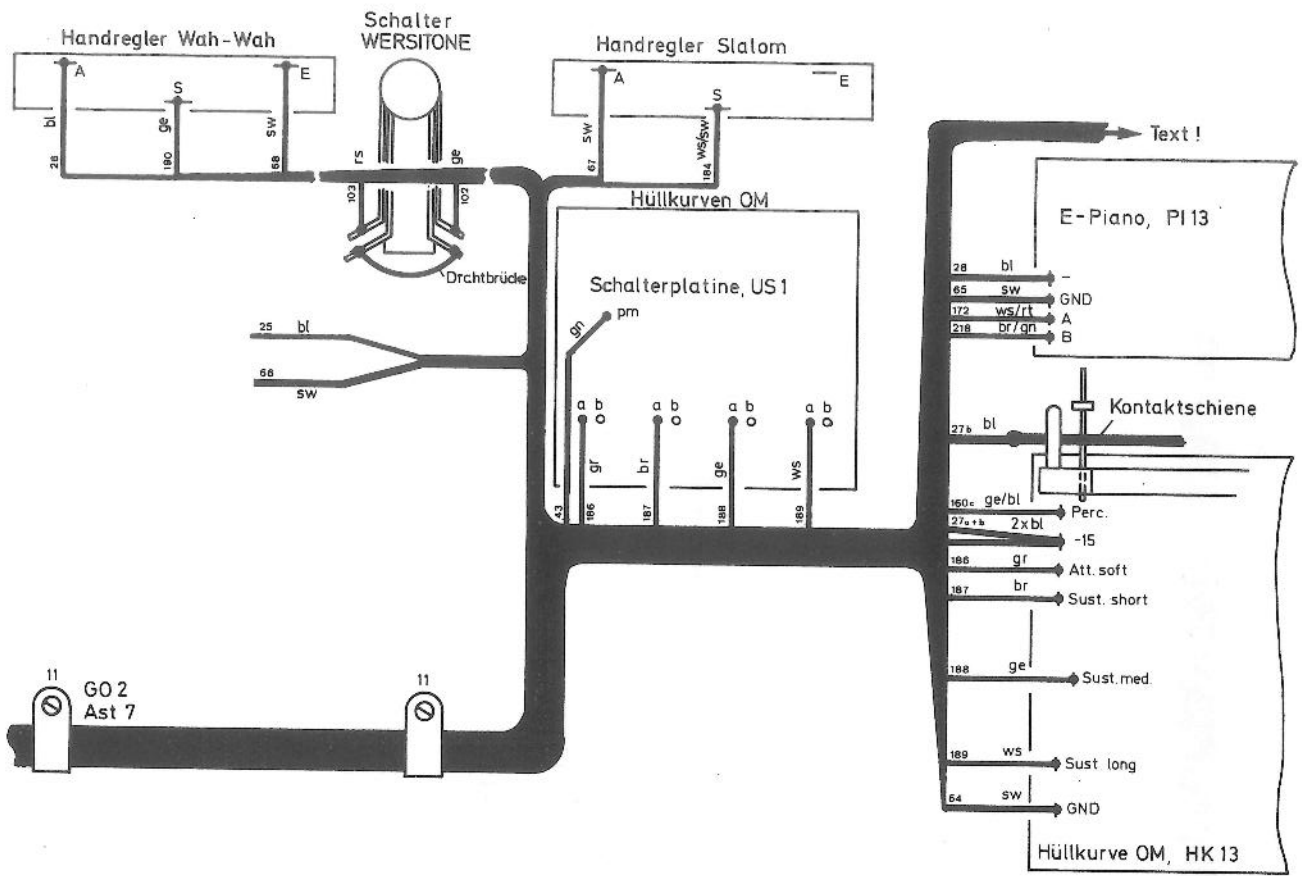 Schalter
WERSITONE
Handregler Wah-Wah
Handregler Slalom
A
S
E
A
S
E
bl
ge
sw
rs
ge
sw
ws/sw
26
190
68
103
102
67
184
Text !
Hüllkurven OM
E-Piano, PI 13
Drahtbrücke
Schalterplatine, US 1
gn
pm
28 bl -
65 sw GND
172 ws/rt A
218 br/gn B
25 bl
66
sw
a b
a b
a b
a b
gr
br
ge
ws
43
186
187
188
189
Kontaktschiene
27b bl
160c ge/bl Perc.
27a+b 2xbl -15
186 gr Att. soft
187 br Sust. short
188 ge Sust. med.
189 ws Sust long
64 sw GND
11
GO 2
Ast 7
11
Hüllkurve OM, HK 13